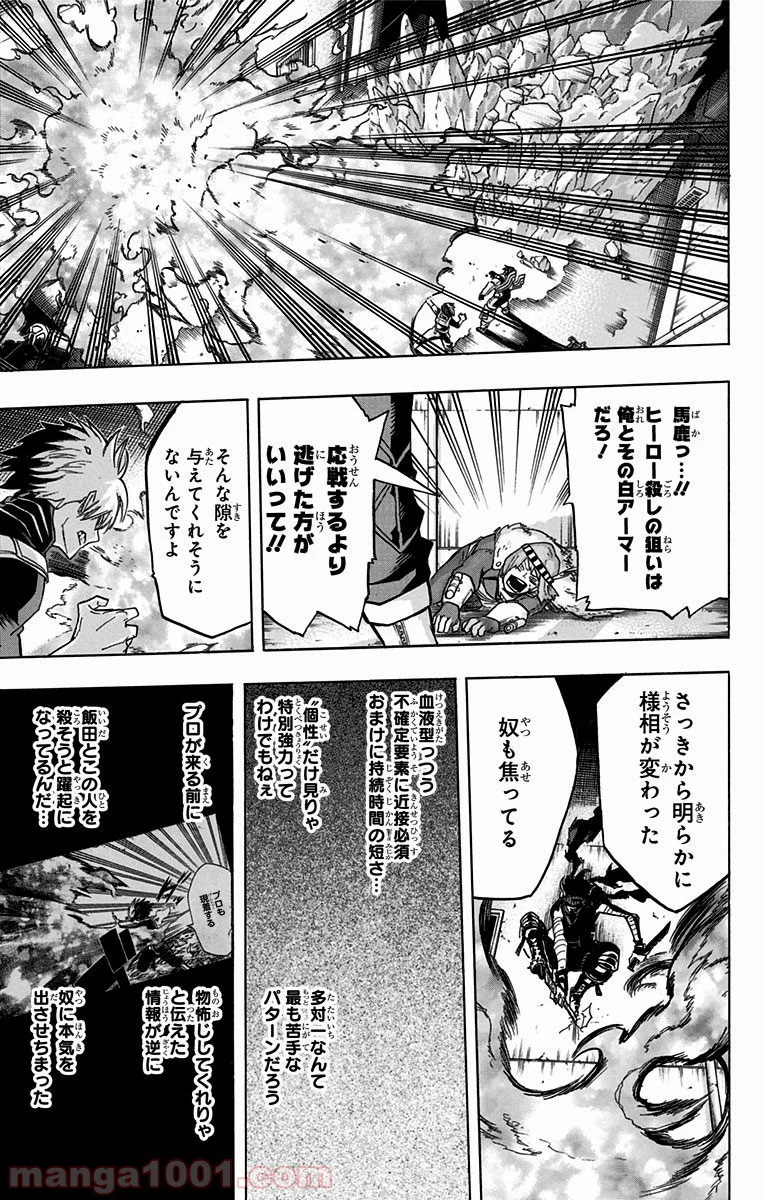 馬鹿っ…!!
ヒーロー殺しの狙いは
俺とその白アーマー
だろ!
応戦するより
逃げた方が
いいって!!
そんな隙を
与えてくれそうに
ないんですよ
さっきから明らかに
様相が変わった
奴も焦ってる
血液型っつう
不確定要素に近接必須
おまけに持続時間の短さ…
“個性”だけ見りゃ
特別強力って
わけでもねぇ
多対一なんて
最も苦手な
パターンだろう
プロが来る前に
飯田とこの人を
殺そうと躍起に
なってるんだ…
プロも
現着する
物怖じしてくれりゃ
と伝えた
情報が逆に
奴に本気を
出させちまった
manga1001.com